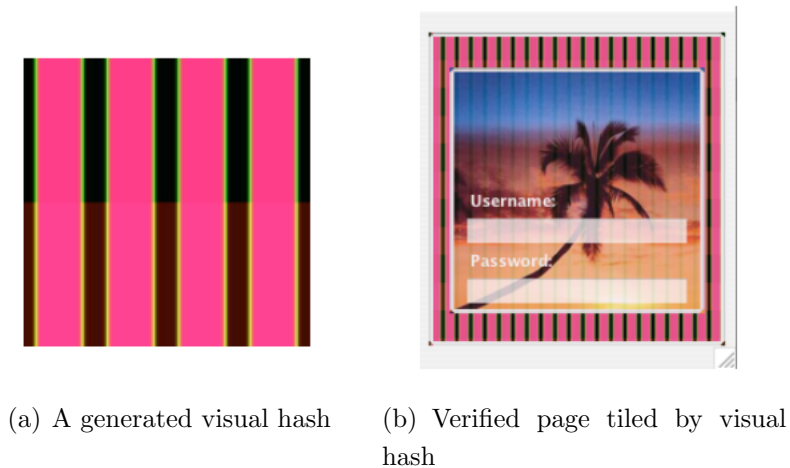 Username:
Password:
(a) A generated visual hash
(b) Verified page tiled by visual
hash